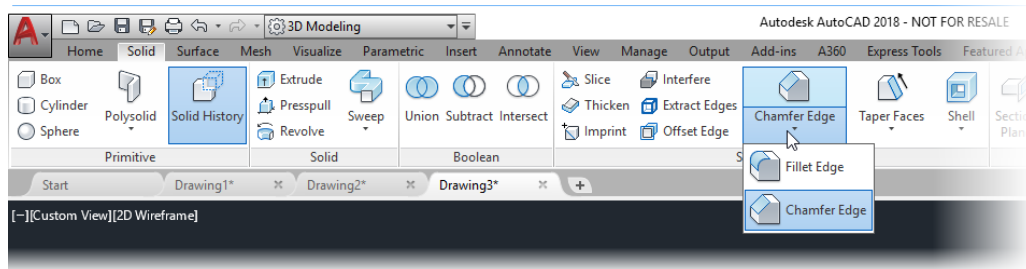 3D Modeling Autodesk AutoCAD 2018 - NOT FOR RESALE
Home Solid Surface Mesh Visualize Parametric Insert Annotate View Manage Output Add-ins A360 Express Tools Featured A
Box Extrude Slice Interfere
Cylinder Presspull Thicken Extract Edges
Sphere Revolve Imprint Offset Edge
Polysolid Solid History Sweep Union Subtract Intersect Chamfer Edge Taper Faces Shell Sectio
Plan
Primitive Solid Boolean S
Start Drawing1* Drawing2* Drawing3*
Fillet Edge
Chamfer Edge
[−][Custom View][2D Wireframe]